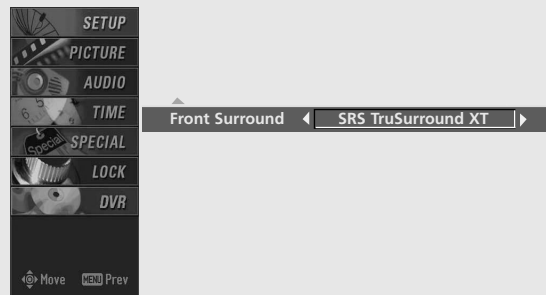 SETUP
PICTURE
AUDIO
TIME
SPECIAL
LOCK
DVR
Front Surround SRS TruSurround XT
Move MENU Prev